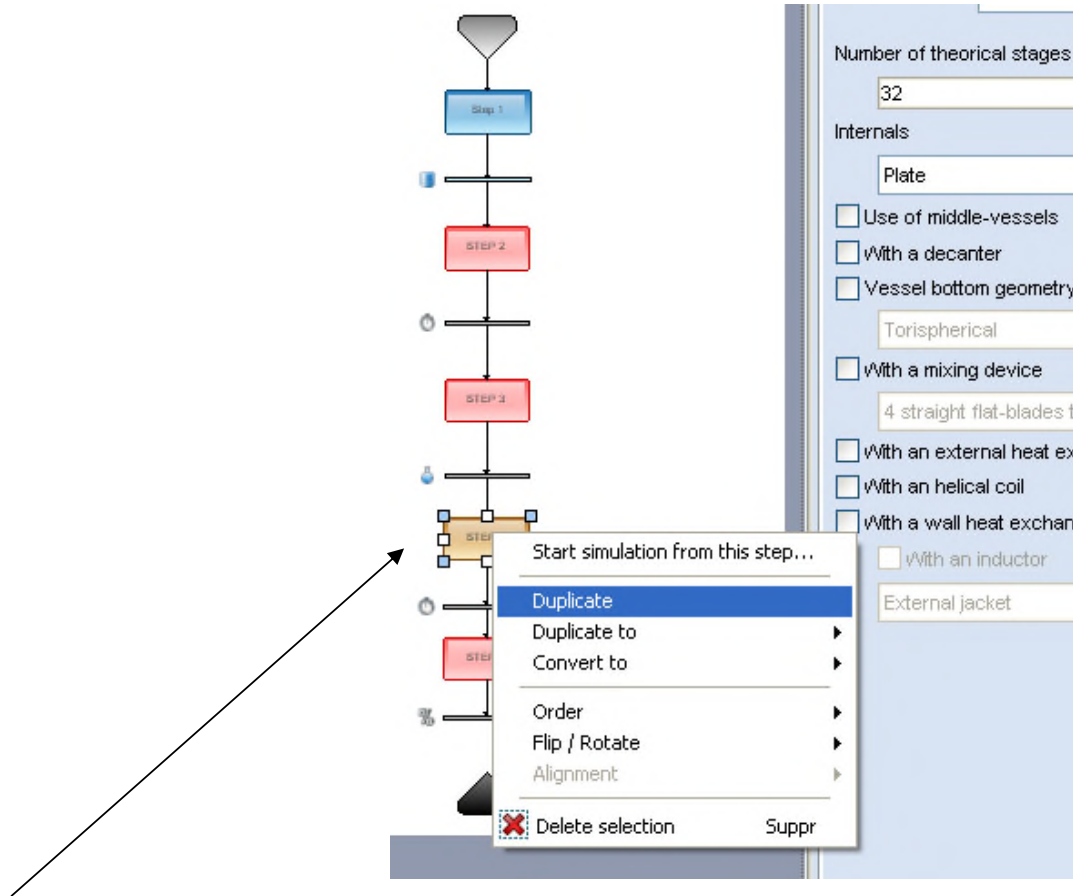 Step 1
STEP 2
STEP 3
STE
STE
Start simulation from this step...
Duplicate
Duplicate to
Convert to
Order
Flip / Rotate
Alignment
Delete selection Suppr
Number of theorical stages
32
Internals
Plate
Use of middle-vessels
With a decanter
Vessel bottom geometry
Torispherical
With a mixing device
4 straight flat-blades t
With an external heat ex
With an helical coil
With a wall heat exchan
With an inductor
External jacket